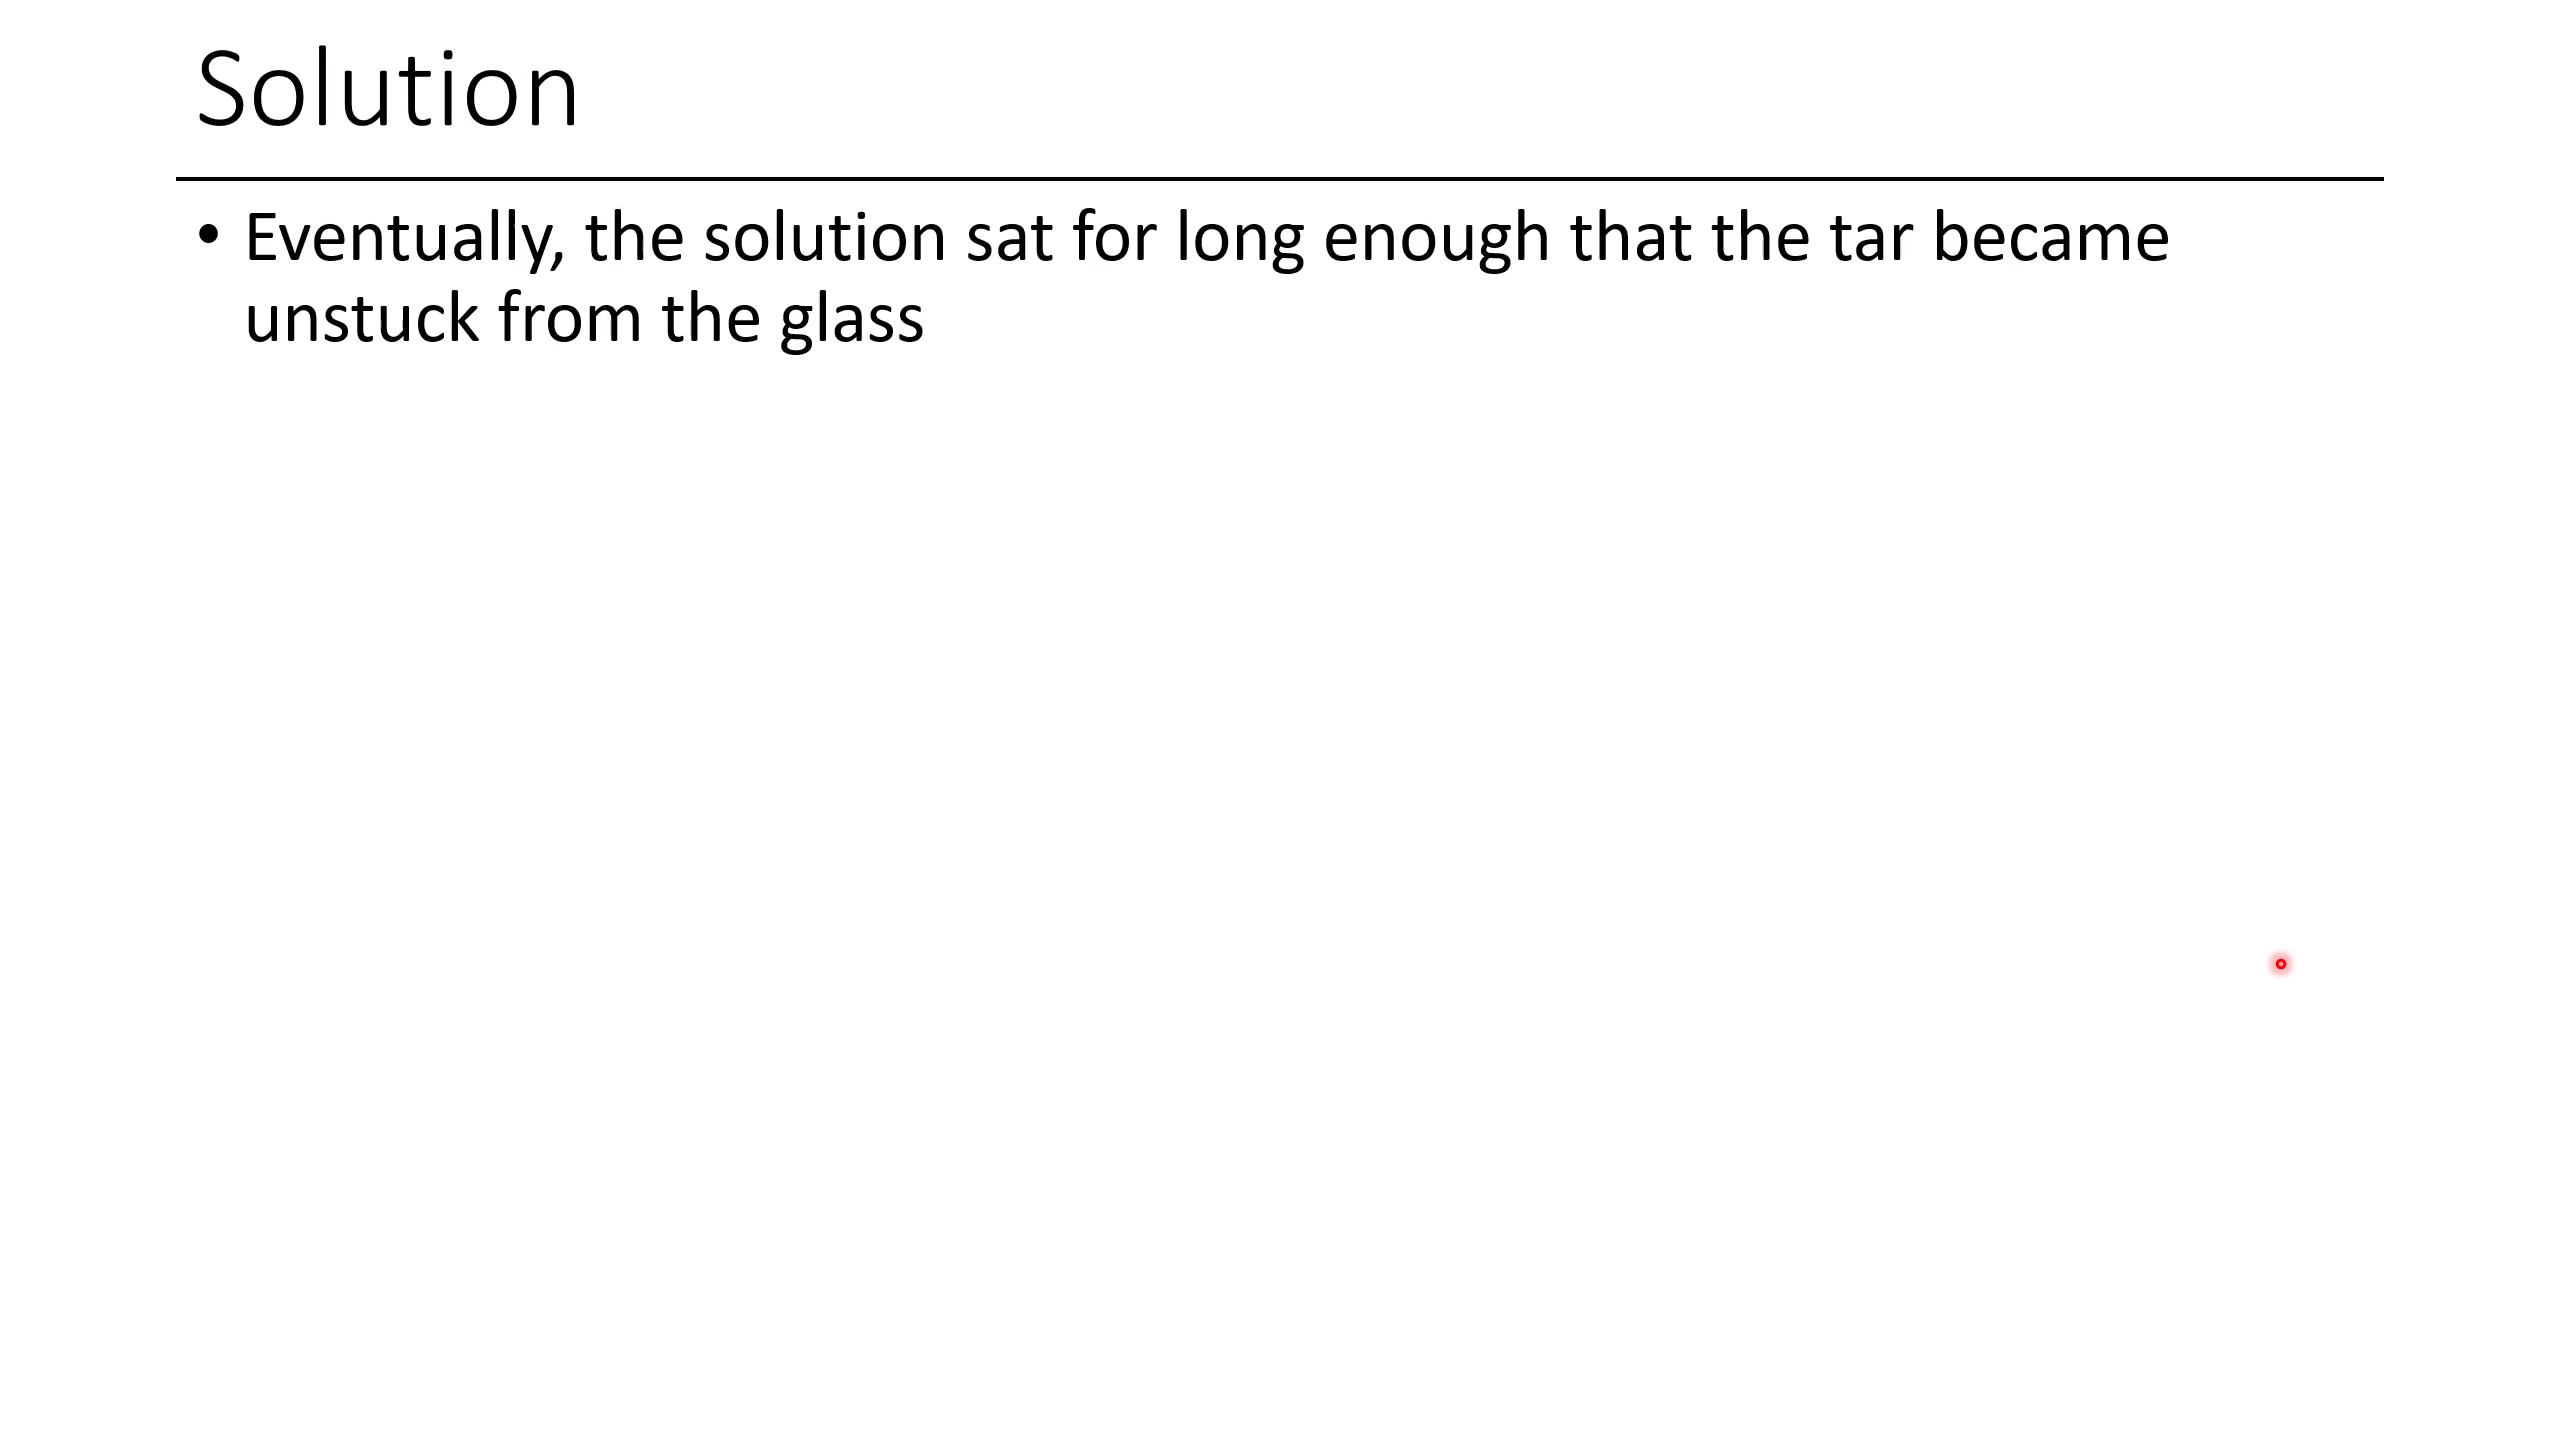 Solution
• Eventually, the solution sat for long enough that the tar became
unstuck from the glass